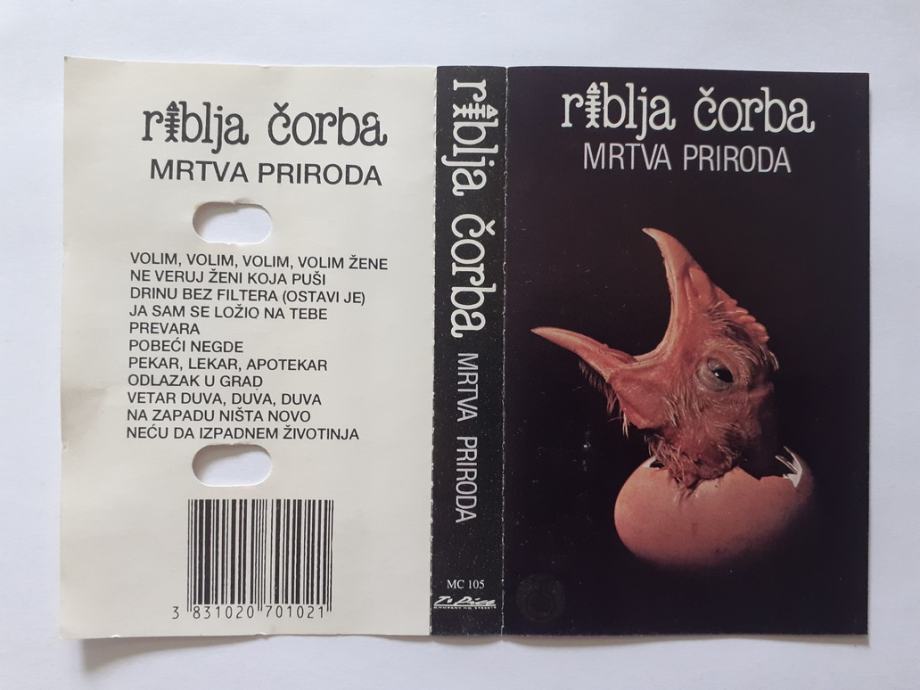 riblja čorba
MRTVA PRIRODA
VOLIM, VOLIM, VOLIM, VOLIM ŽENE
NE VERUJ ŽENI KOJA PUŠI
DRINU BEZ FILTERA (OSTAVI JE)
JA SAM SE LOŽIO NA TEBE
PREVARA
POBEĆI NEGDE
PEKAR, LEKAR, APOTEKAR
ODLAZAK U GRAD
VETAR DUVA, DUVA, DUVA
NA ZAPADU NIŠTA NOVO
NEĆU DA IZPADNEM ŽIVOTINJA
3 831020 701021
riblja čorba MRTVA PRIRODA
MC 105
riblja čorba
MRTVA PRIRODA